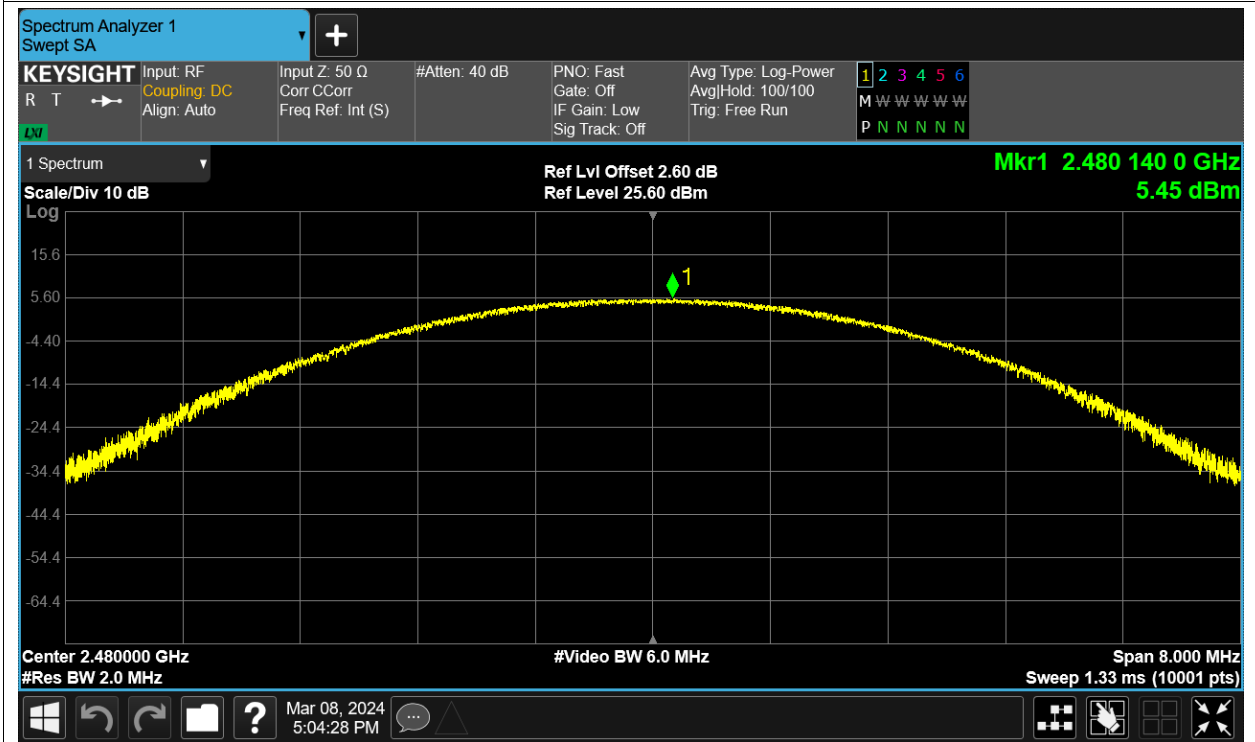 Spectrum Analyzer 1
Swept SA
+
KEYSIGHT
R T
LXI
Input: RF
Coupling: DC
Align: Auto
Input Z: 50 Ω
Corr CCorr
Freq Ref: Int (S)
#Atten: 40 dB
PNO: Fast
Gate: Off
IF Gain: Low
Sig Track: Off
Avg Type: Log-Power
Avg|Hold: 100/100
Trig: Free Run
1 2 3 4 5 6
M W W W W W
P N N N N N
1 Spectrum
Scale/Div 10 dB
Log
Ref Lvl Offset 2.60 dB
Ref Level 25.60 dBm
Mkr1 2.480 140 0 GHz
5.45 dBm
15.6
5.60
-4.40
-14.4
-24.4
-34.4
-44.4
-54.4
-64.4
1
Center 2.480000 GHz
#Res BW 2.0 MHz
#Video BW 6.0 MHz
Span 8.000 MHz
Sweep 1.33 ms (10001 pts)
?
Mar 08, 2024
5:04:28 PM